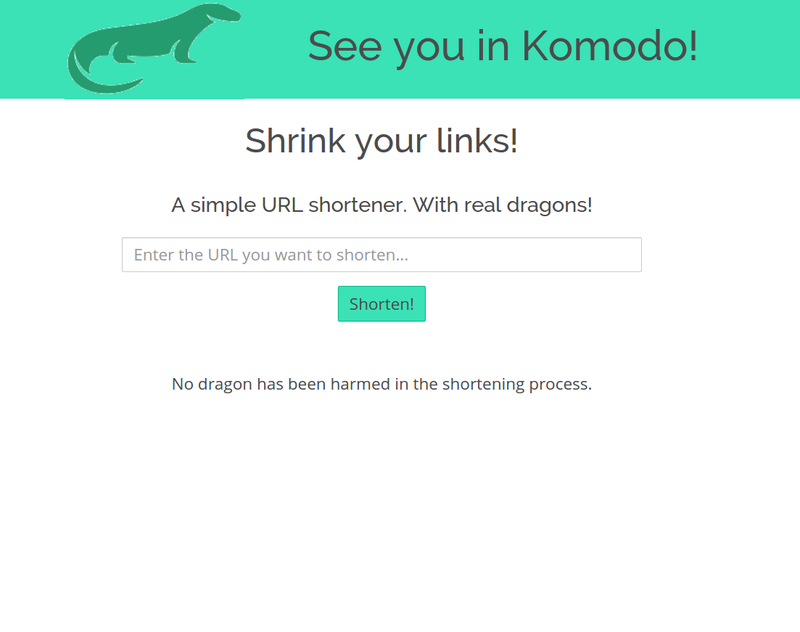 See you in Komodo!
Shrink your links!
A simple URL shortener. With real dragons!
Enter the URL you want to shorten...
Shorten!
No dragon has been harmed in the shortening process.